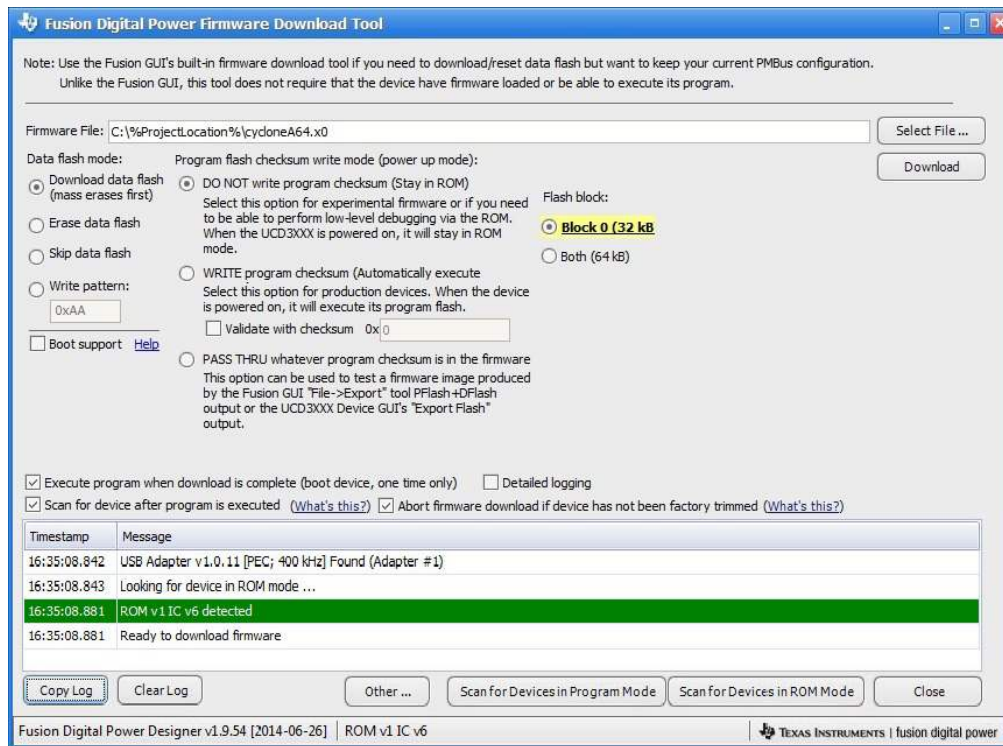 Fusion Digital Power Firmware Download Tool
Note: Use the Fusion GUI's built-in firmware download tool if you need to download/reset data flash but want to keep your current PMBus configuration.
Unlike the Fusion GUI, this tool does not require that the device have firmware loaded or be able to execute its program.
Firmware File: C:\%ProjectLocation%\cycloneA64.x0
Select File ...
Download
Data flash mode:
Download data flash
(mass erases first)
Erase data flash
Skip data flash
Write pattern:
0xAA
Boot support Help
Program flash checksum write mode (power up mode):
DO NOT write program checksum (Stay in ROM)
Select this option for experimental firmware or if you need
to be able to perform low-level debugging via the ROM.
When the UCD3XXX is powered on, it will stay in ROM
mode.
WRITE program checksum (Automatically execute
Select this option for production devices. When the device
is powered on, it will execute its program flash.
Validate with checksum 0x 0
PASS THRU whatever program checksum is in the firmware
This option can be used to test a firmware image produced
by the Fusion GUI "File->Export" tool PFlash+DFlash
output or the UCD3XXX Device GUI's "Export Flash"
output.
Flash block:
Block 0 (32 kB
Both (64 kB)
Execute program when download is complete (boot device, one time only) Detailed logging
Scan for device after program is executed (What's this?) Abort firmware download if device has not been factory trimmed (What's this?)
Timestamp Message
16:35:08.842 USB Adapter v1.0.11 [PEC; 400 kHz] Found (Adapter #1)
16:35:08.843 Looking for device in ROM mode ...
16:35:08.881 ROM v1 IC v6 detected
16:35:08.881 Ready to download firmware
Copy Log Clear Log Other ... Scan for Devices in Program Mode Scan for Devices in ROM Mode Close
Fusion Digital Power Designer v1.9.54 [2014-06-26] ROM v1 IC v6 TEXAS INSTRUMENTS | fusion digital power